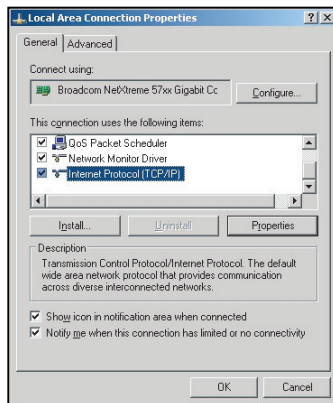 Local Area Connection Properties
General Advanced
Connect using:
Broadcom NetXtreme 57xx Gigabit Cc Configure...
This connection uses the following items:
QoS Packet Scheduler
Network Monitor Driver
Internet Protocol (TCP/IP)
Install... Uninstall Properties
Description
Transmission Control Protocol/Internet Protocol. The default
wide area network protocol that provides communication
across diverse interconnected networks.
Show icon in notification area when connected
Notify me when this connection has limited or no connectivity
OK Cancel